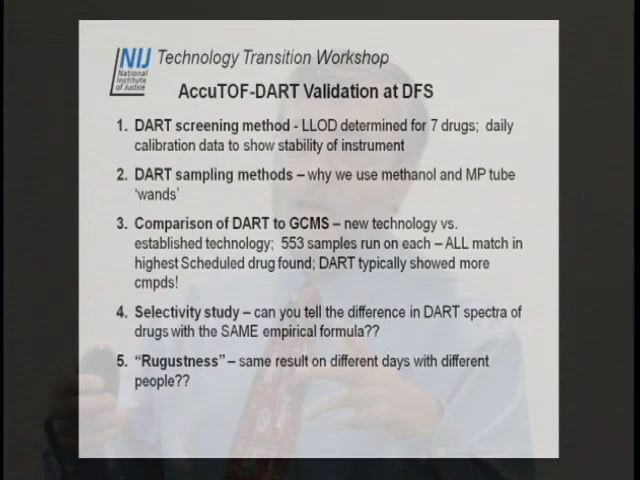 NIJ
National
Institute
of Justice
Technology Transition Workshop
AccuTOF-DART Validation at DFS
1. DART screening method - LLOD determined for 7 drugs; daily
calibration data to show stability of instrument
2. DART sampling methods – why we use methanol and MP tube
'wands'
3. Comparison of DART to GCMS – new technology vs.
established technology; 553 samples run on each – ALL match in
highest Scheduled drug found; DART typically showed more
cmpds!
4. Selectivity study – can you tell the difference in DART spectra of
drugs with the SAME empirical formula??
5. “Rugustness” – same result on different days with different
people??